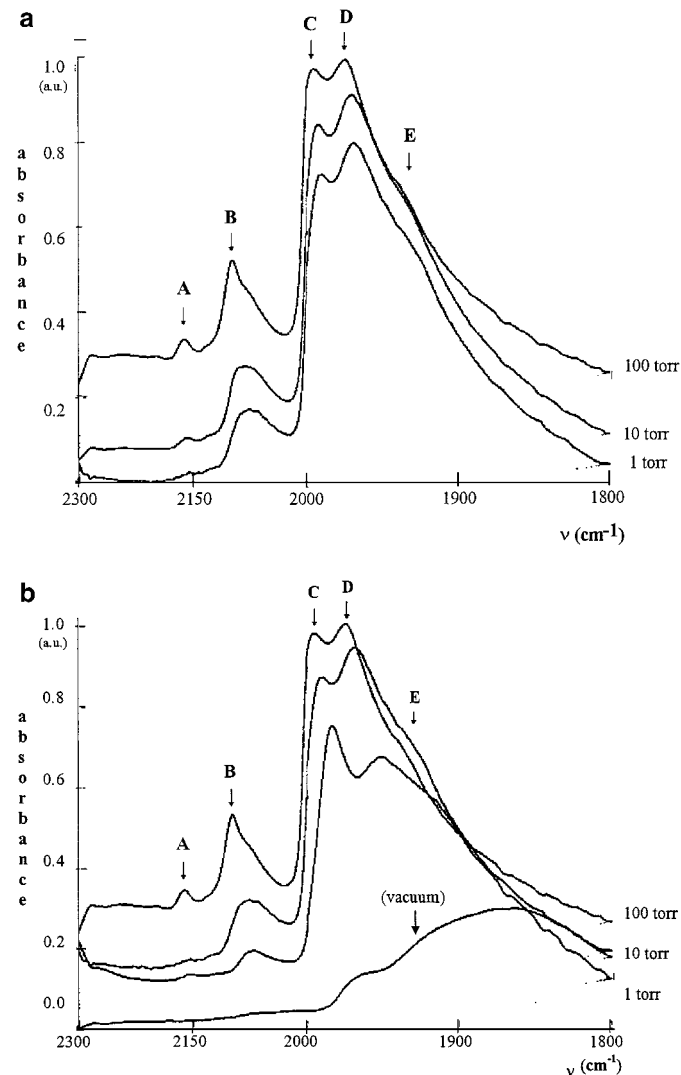 a
C
D
1.0
(a.u.)
E
absorbance
0.8
B
0.6
A
0.4
100 torr
0.2
10 torr
1 torr
2300
2150
2000
1900
1800
ν (cm-1)
b
C
D
1.0
(a.u.)
E
absorbance
0.8
B
0.6
A
0.4
(vacuum)
100 torr
0.2
10 torr
1 torr
0.0
2300
2150
2000
1900
1800
ν (cm-1)